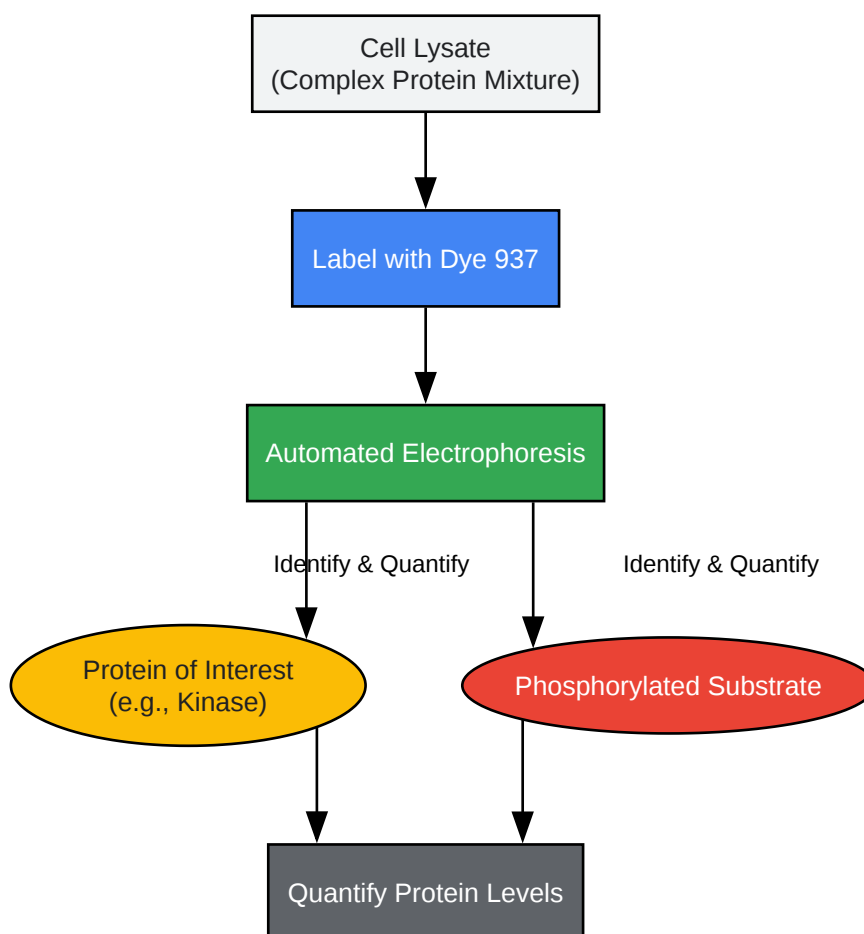 Cell Lysate
(Complex Protein Mixture)
Label with Dye 937
Automated Electrophoresis
Identify & Quantify
Identify & Quantify
Protein of Interest
(e.g., Kinase)
Phosphorylated Substrate
Quantify Protein Levels